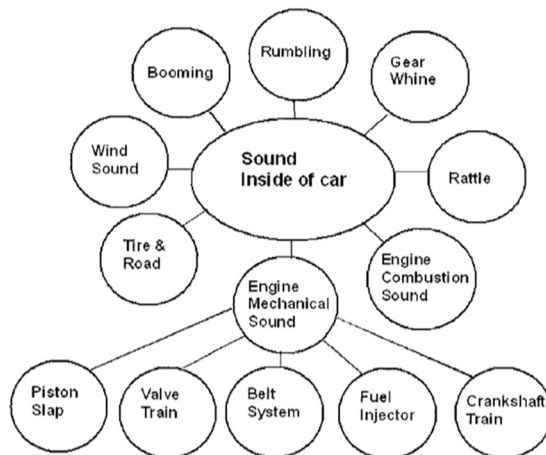 Rumbling
Booming
Gear
Whine
Wind
Sound
Sound
Inside of car
Rattle
Tire &
Road
Engine
Combustion
Sound
Engine
Mechanical
Sound
Piston
Slap
Valve
Train
Belt
System
Fuel
Injector
Crankshaft
Train